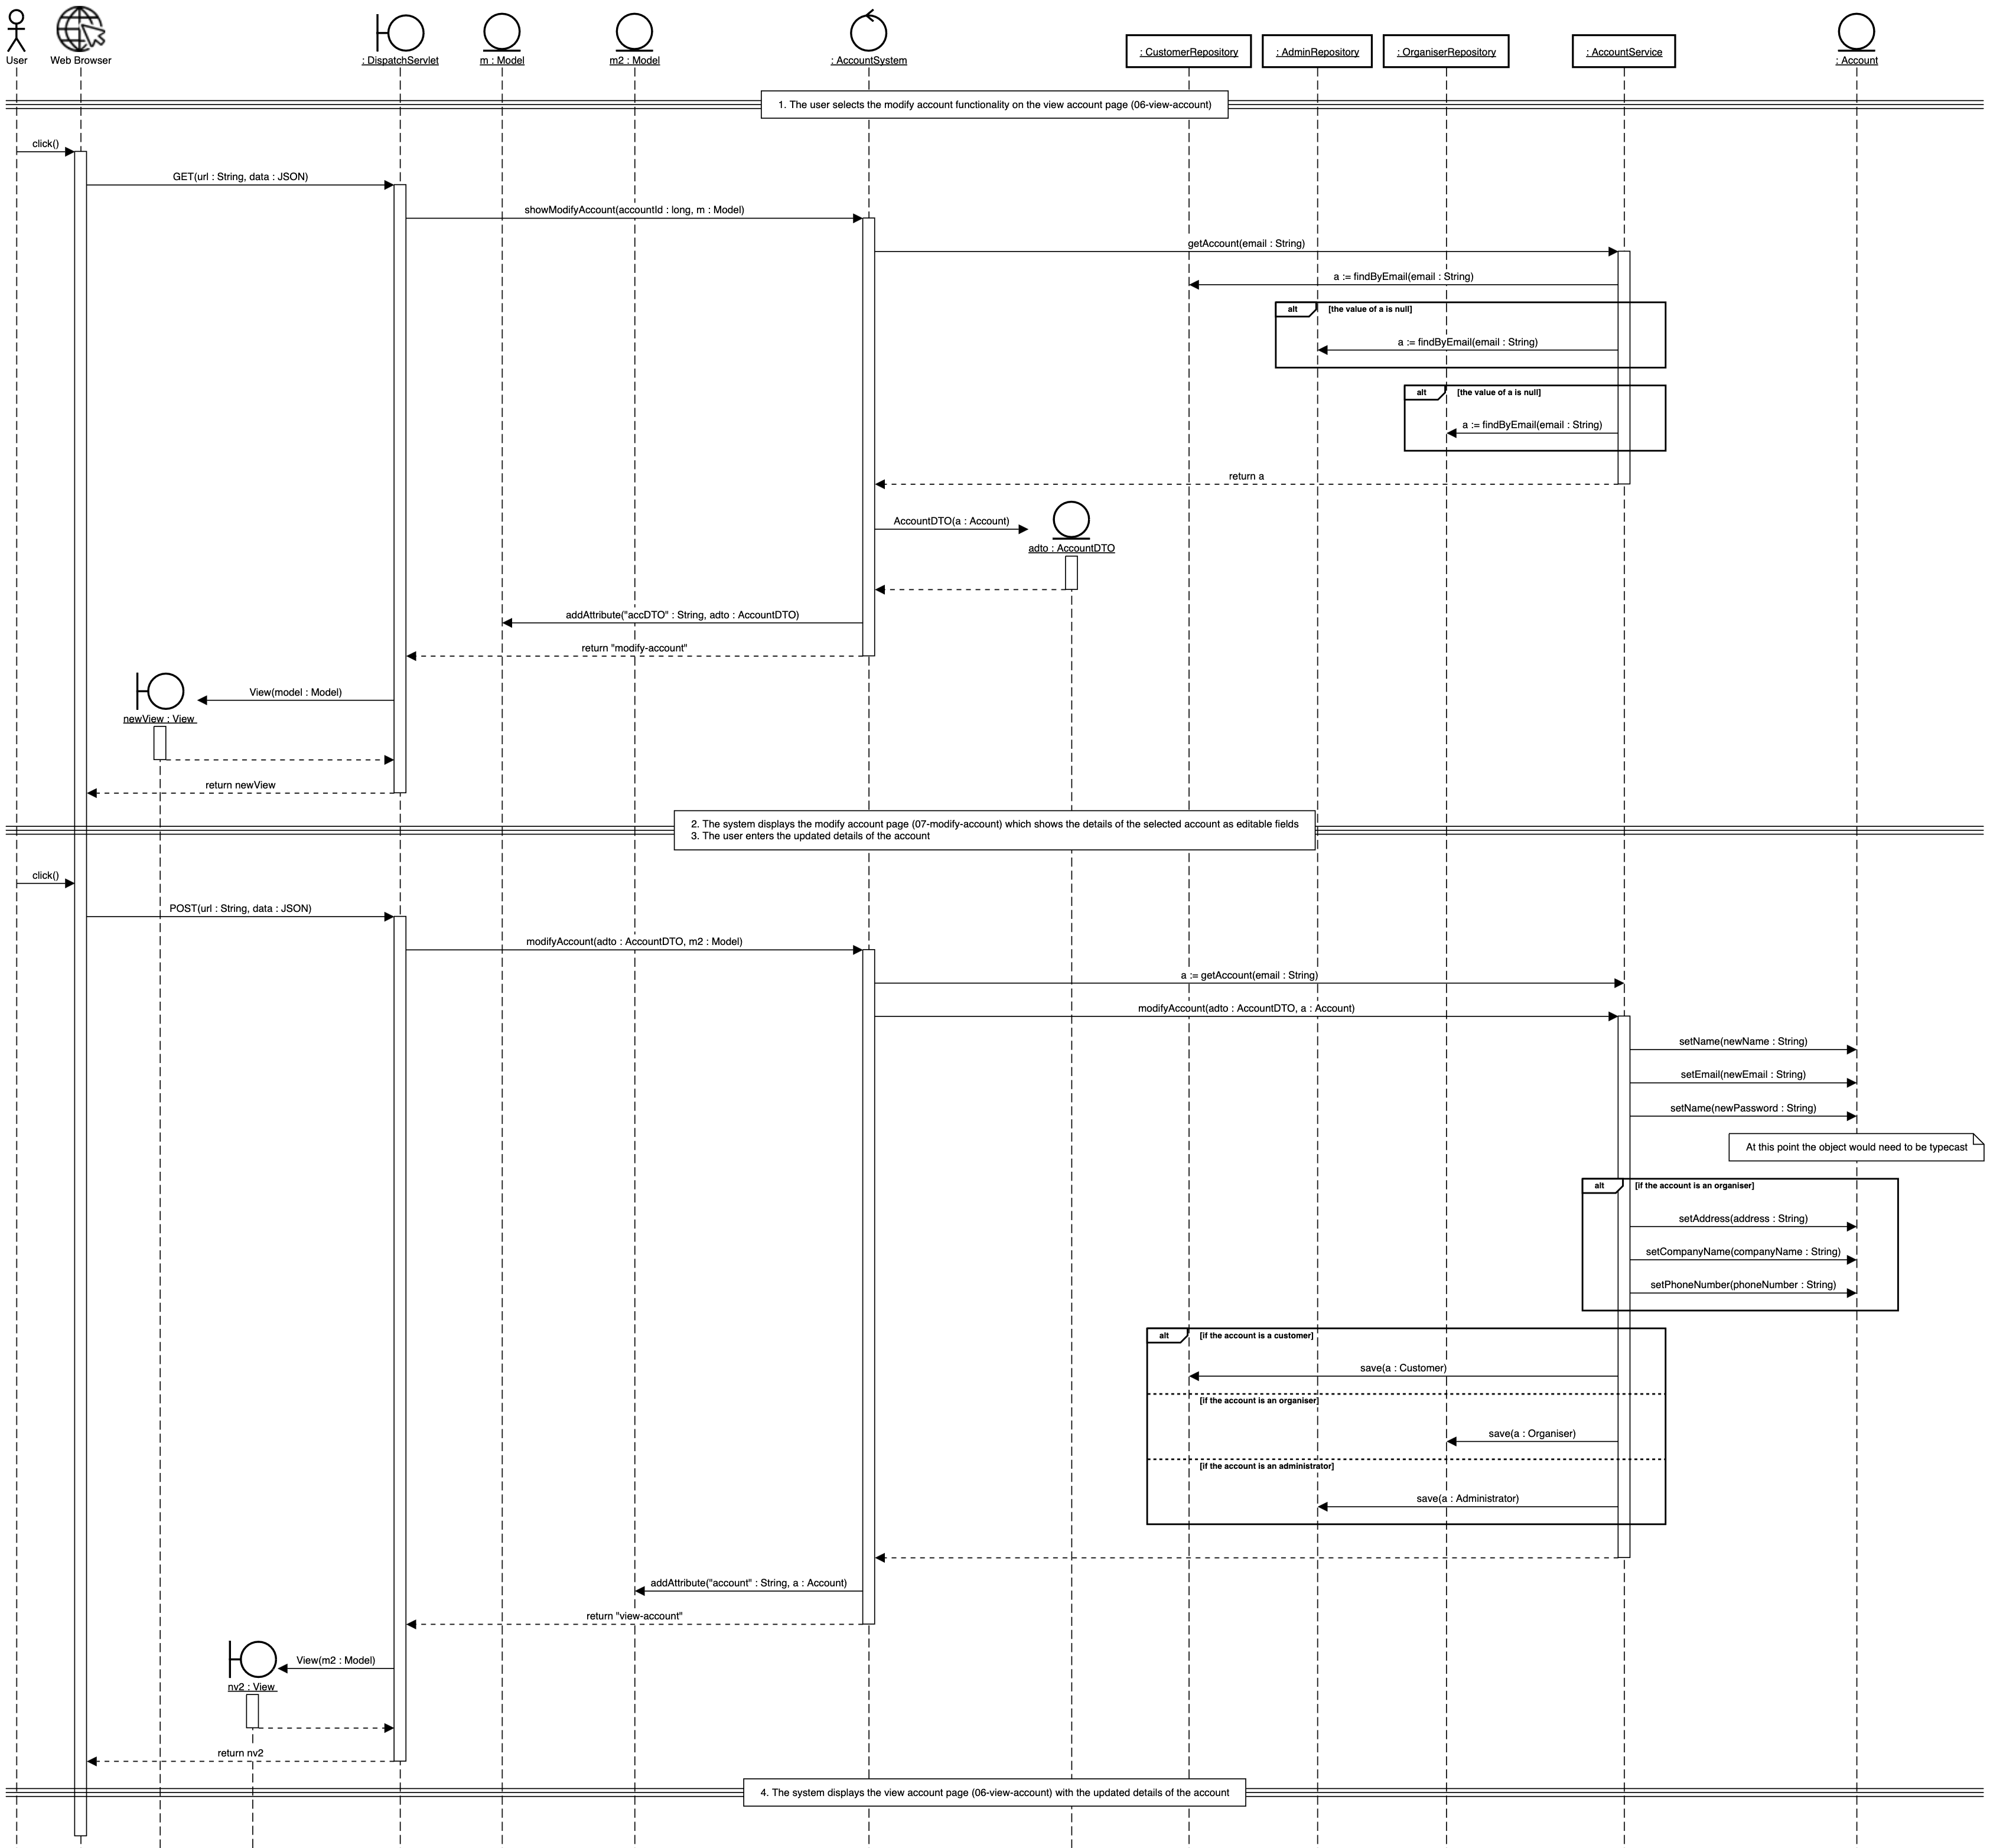 User
Web Browser
: DispatchServlet
m : Model
m2 : Model
: AccountSystem
: CustomerRepository
: AdminRepository
: OrganiserRepository
: AccountService
: Account
1. The user selects the modify account functionality on the view account page (06-view-account)
click()
GET(url : String, data : JSON)
showModifyAccount(accountId : long, m : Model)
getAccount(email : String)
a := findByEmail(email : String)
alt
[the value of a is null]
a := findByEmail(email : String)
alt
[the value of a is null]
a := findByEmail(email : String)
return a
AccountDTO(a : Account)
adto : AccountDTO
addAttribute("accDTO" : String, adto : AccountDTO)
return "modify-account"
View(model : Model)
newView : View
return newView
2. The system displays the modify account page (07-modify-account) which shows the details of the selected account as editable fields
3. The user enters the updated details of the account
click()
POST(url : String, data : JSON)
modifyAccount(adto : AccountDTO, m2 : Model)
a := getAccount(email : String)
modifyAccount(adto : AccountDTO, a : Account)
setName(newName : String)
setEmail(newEmail : String)
setName(newPassword : String)
At this point the object would need to be typecast
alt
[if the account is an organiser]
setAddress(address : String)
setCompanyName(companyName : String)
setPhoneNumber(phoneNumber : String)
alt
[if the account is a customer]
save(a : Customer)
[if the account is an organiser]
save(a : Organiser)
[if the account is an administrator]
save(a : Administrator)
addAttribute("account" : String, a : Account)
return "view-account"
View(m2 : Model)
nv2 : View
return nv2
4. The system displays the view account page (06-view-account) with the updated details of the account